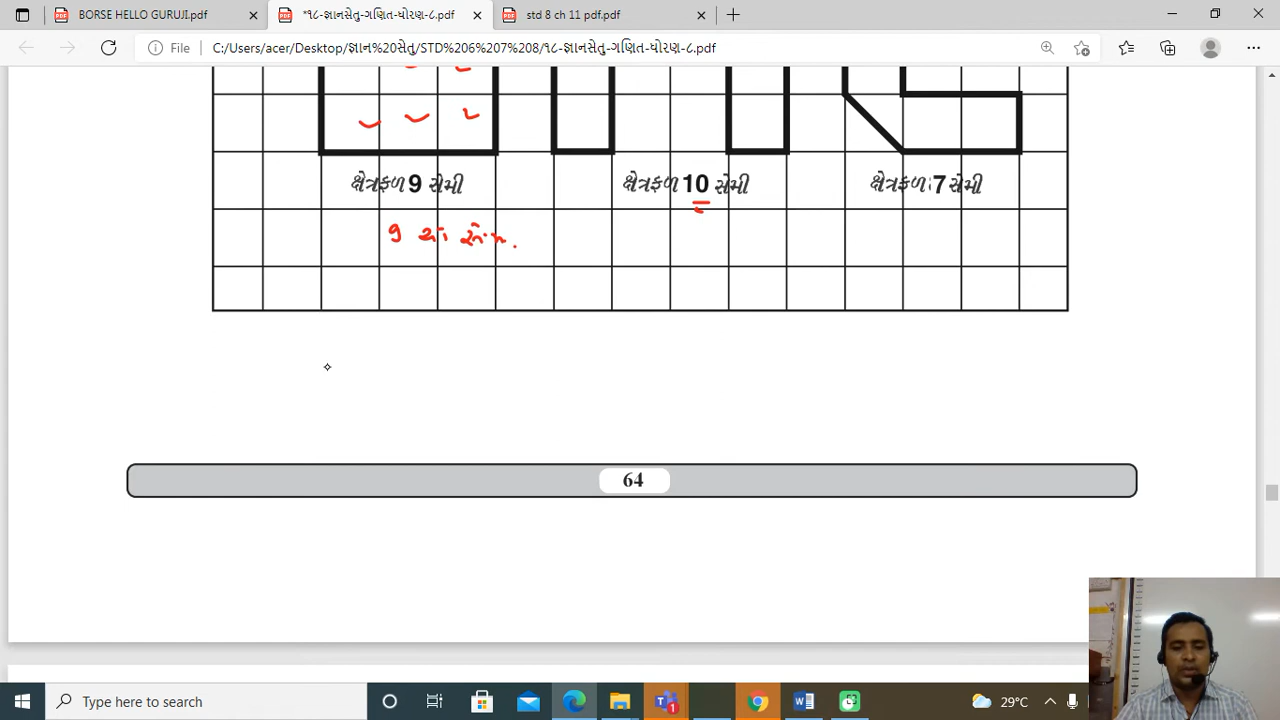 BORSE HELLO GURUJI.pdf
*૧૮-જ્ઞાનસેતુ-ગણિત-ધોરણ-૮.pdf
std 8 ch 11 pdf.pdf
File
C:/Users/acer/Desktop/જ્ઞાન%20સેતુ/STD%206%207%208/૧૮-જ્ઞાનસેતુ-ગણિત-ધોરણ-૮.pdf
ક્ષેત્રફળ 9 સેમી
ક્ષેત્રફળ 10 સેમી
ક્ષેત્રફળ 7 સેમી
9
64
Type here to search
1
29°C